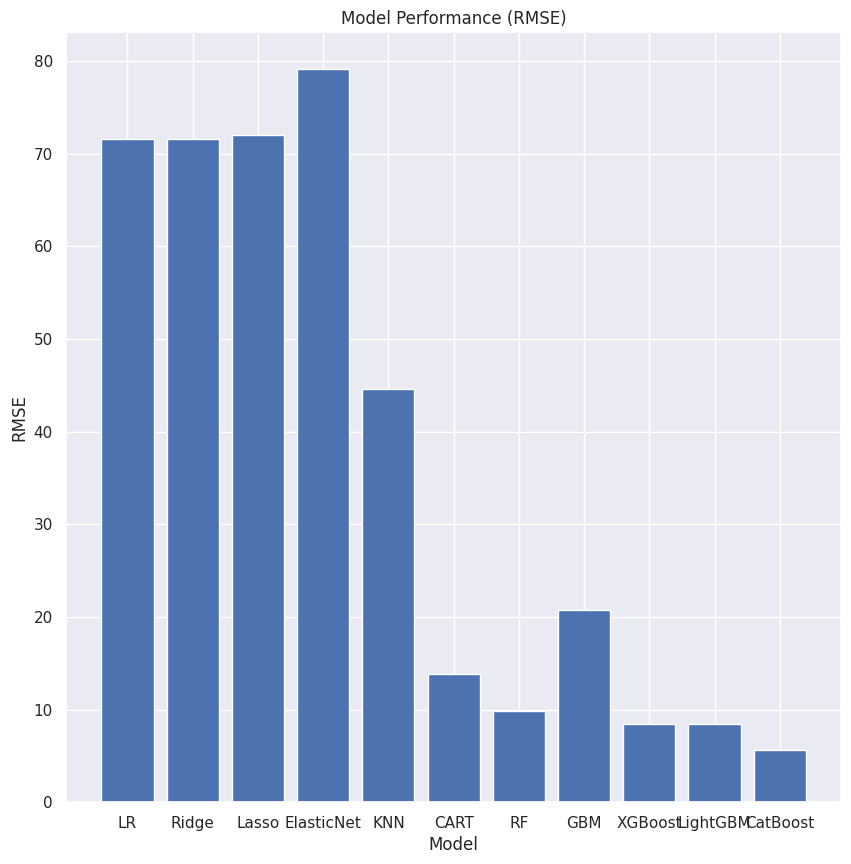 Model Performance (RMSE)
RMSE
80
70
60
50
40
30
20
10
0
LR Ridge Lasso ElasticNet KNN CART RF GBM XGBoost LightGBM CatBoost
Model